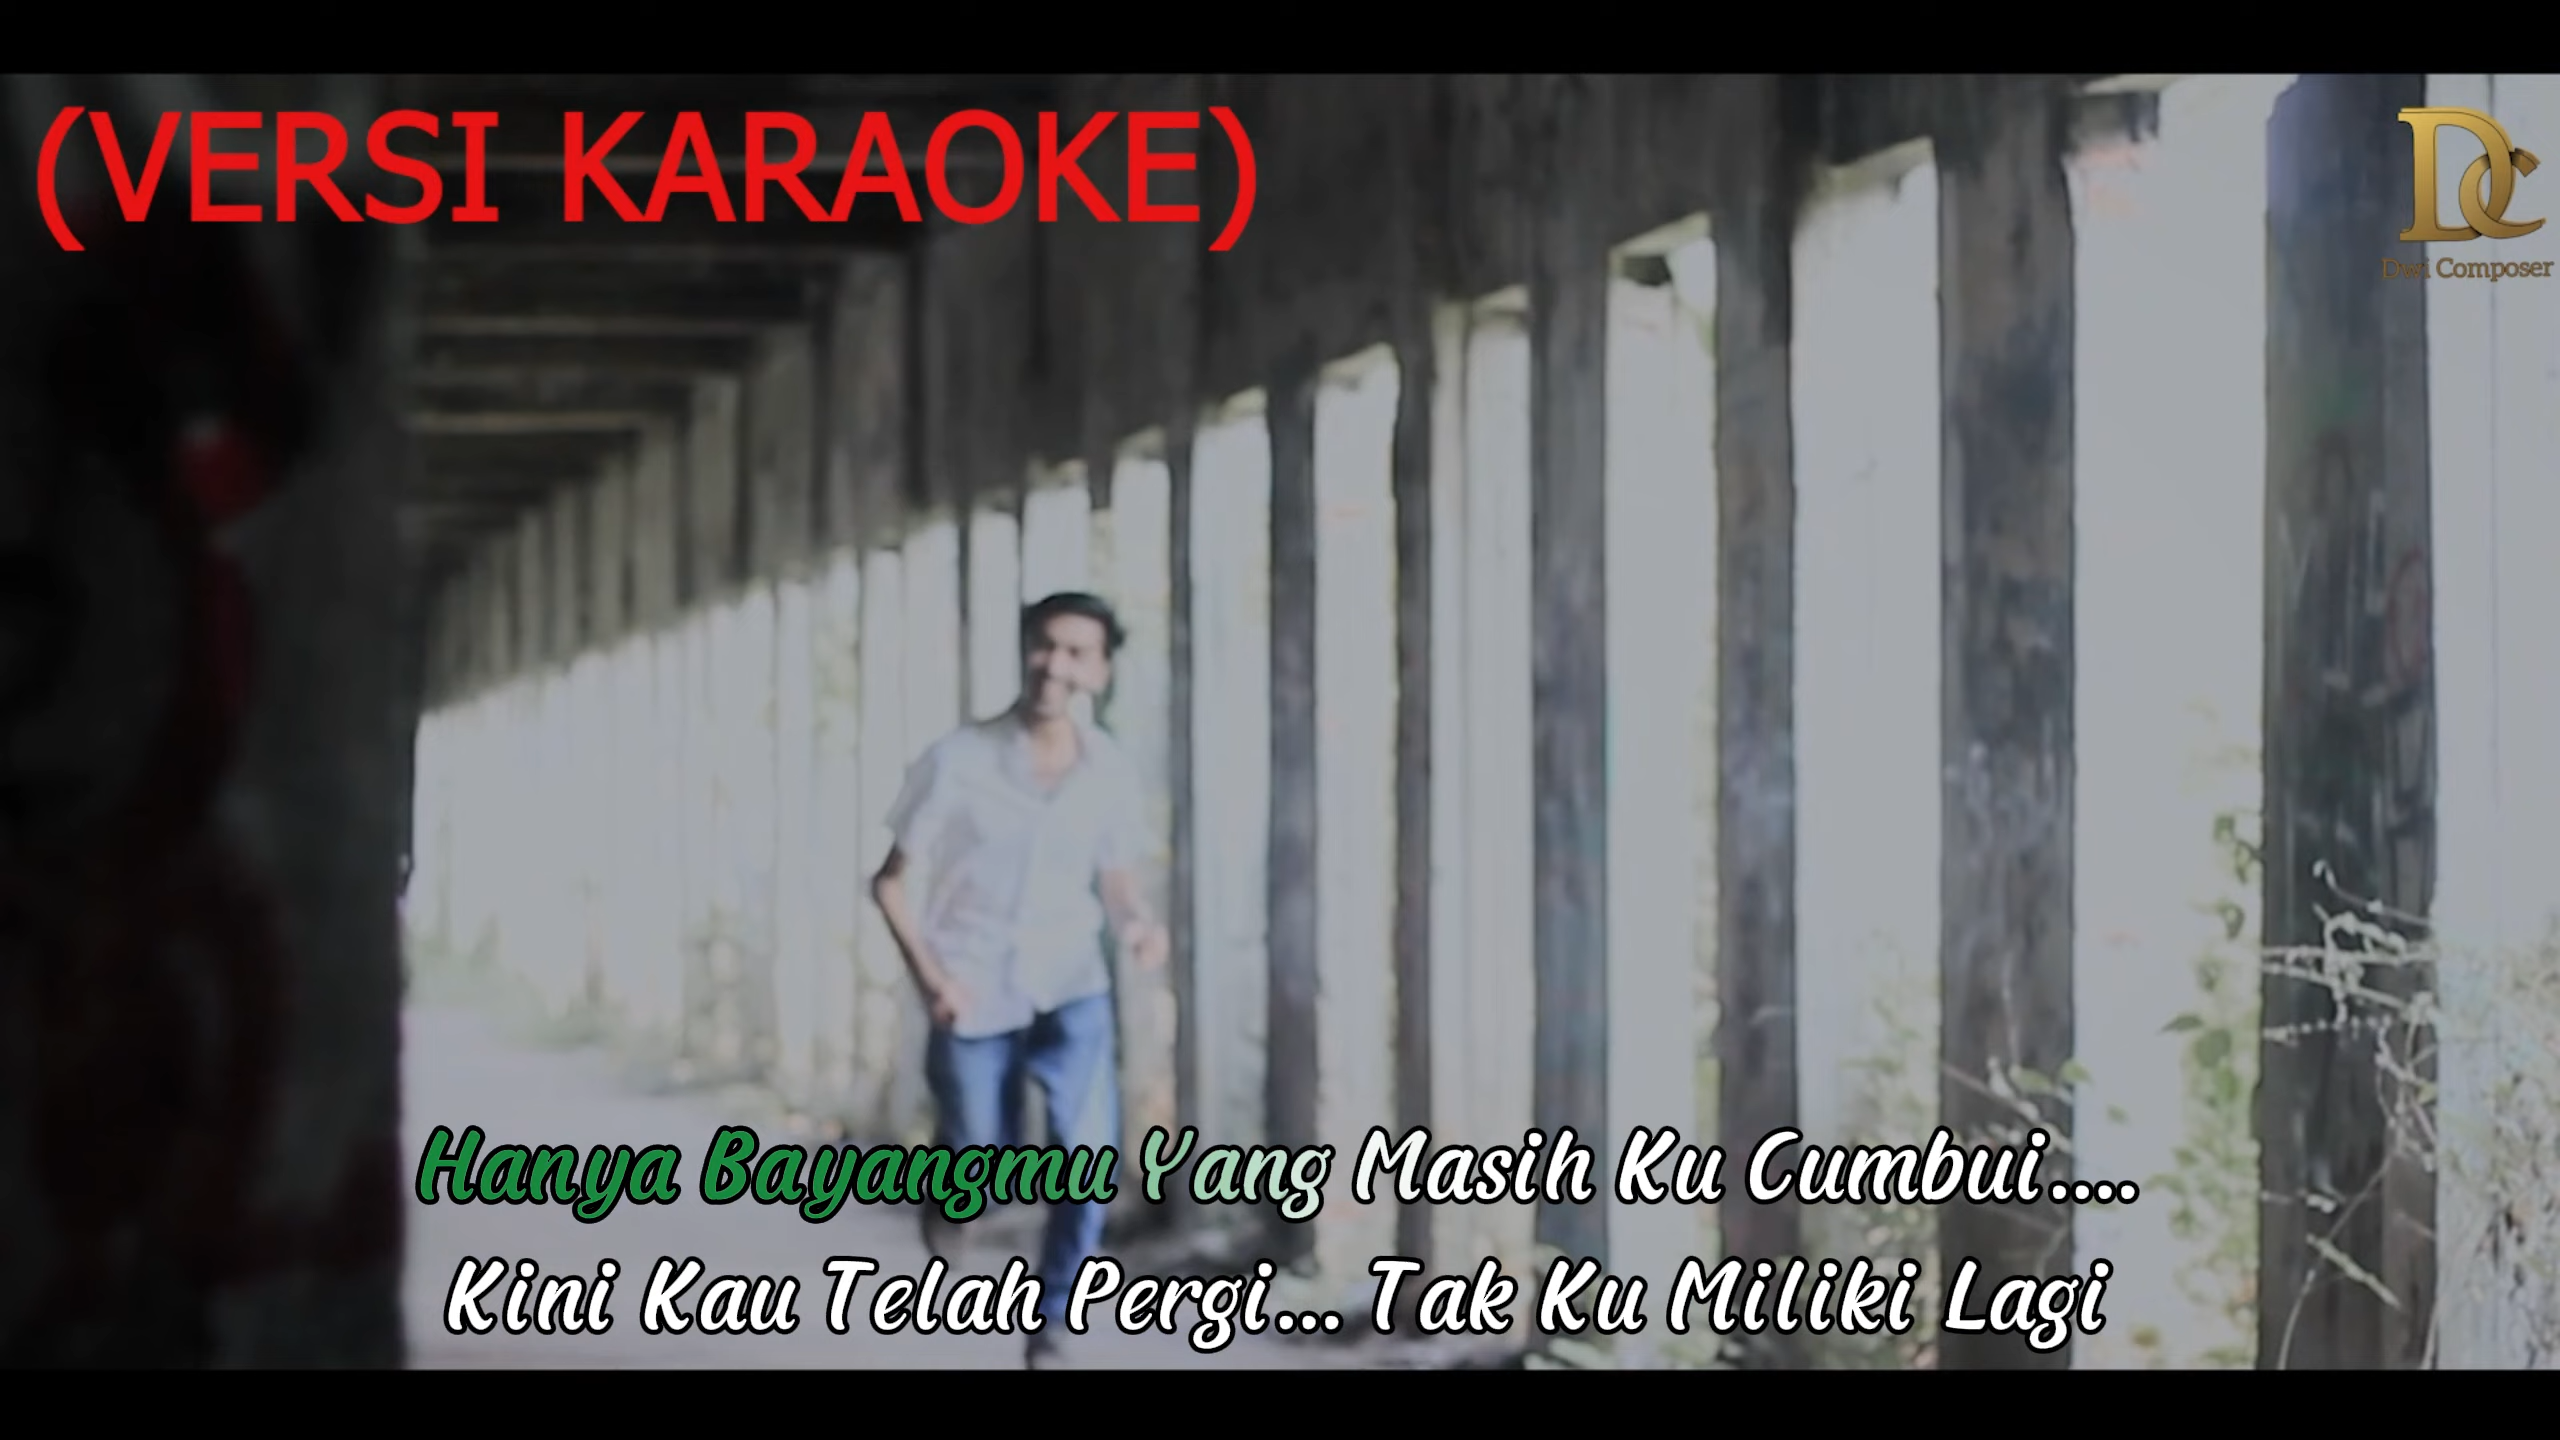 (VERSI KARAOKE)
DC
Dwi Composer
Hanya Bayangmu Yang Masih Ku Cumbui....
Kini Kau Telah Pergi... Tak Ku Miliki Lagi